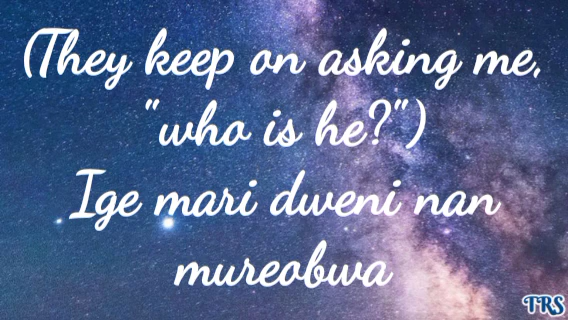 (They keep on asking me,
"who is he?")
Ige mari dweni nan
mureobwa
TRS